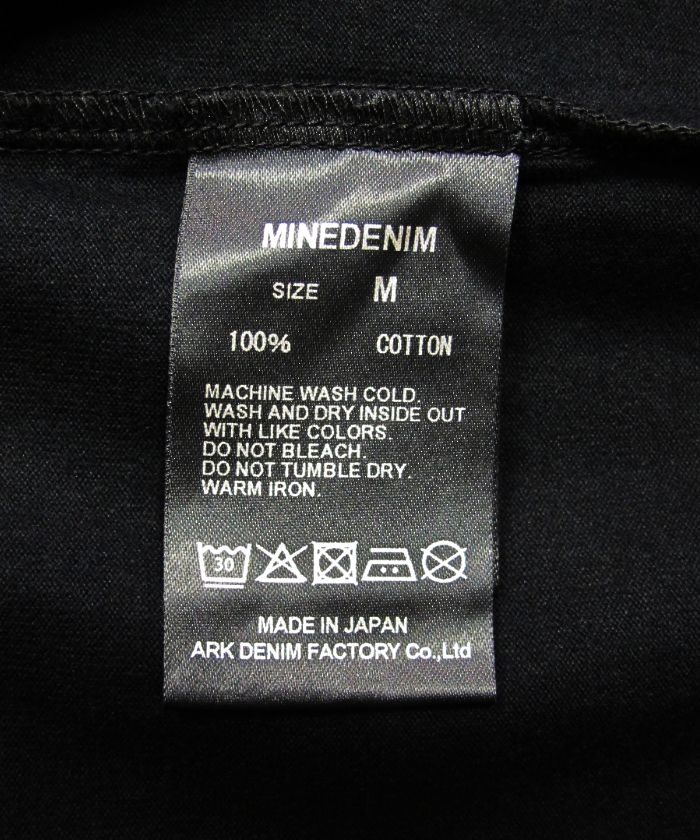 MINEDENIM
SIZE M
100% COTTON
MACHINE WASH COLD.
WASH AND DRY INSIDE OUT
WITH LIKE COLORS.
DO NOT BLEACH.
DO NOT TUMBLE DRY.
WARM IRON.
30
MADE IN JAPAN
ARK DENIM FACTORY Co.,Ltd